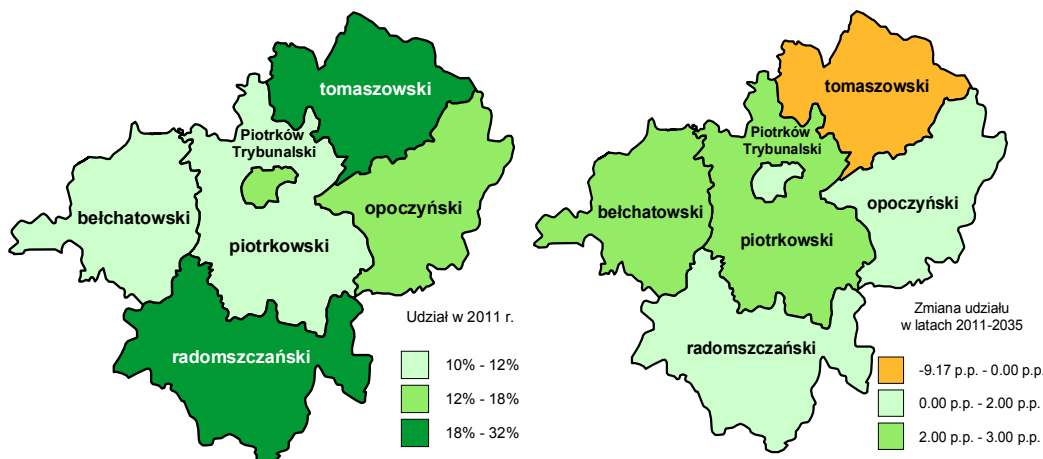 tomaszowski
Piotrków
Trybunalski
bełchatowski
opoczyński
piotrkowski
radomszczański
Udział w 2011 r.
10% - 12%
12% - 18%
18% - 32%
tomaszowski
Piotrków
Trybunalski
bełchatowski
opoczyński
piotrkowski
radomszczański
Zmiana udziału
w latach 2011-2035
-9.17 p.p. - 0.00 p.p.
0.00 p.p. - 2.00 p.p.
2.00 p.p. - 3.00 p.p.